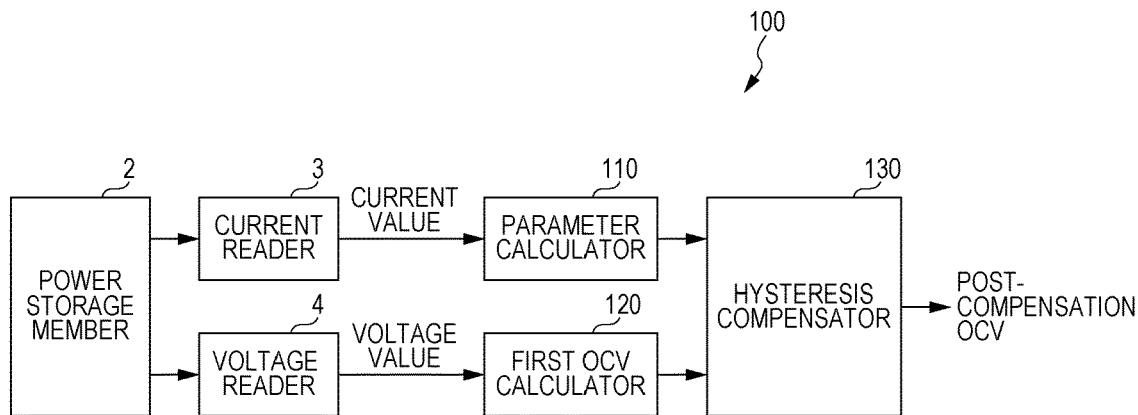 100
2
3
110
130
CURRENT
VALUE
CURRENT
READER
PARAMETER
CALCULATOR
POWER
STORAGE
MEMBER
HYSTERESIS
COMPENSATOR
POST-
COMPENSATION
OCV
4
120
VOLTAGE
VALUE
VOLTAGE
READER
FIRST OCV
CALCULATOR